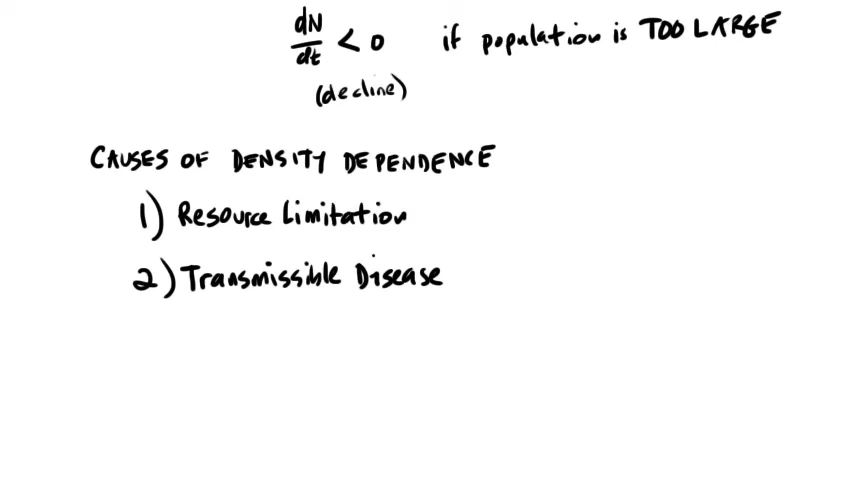 dN/dt < 0 if population is TOO LARGE
(decline)
CAUSES OF DENSITY DEPENDENCE
1) Resource Limitation
2) Transmissible Disease